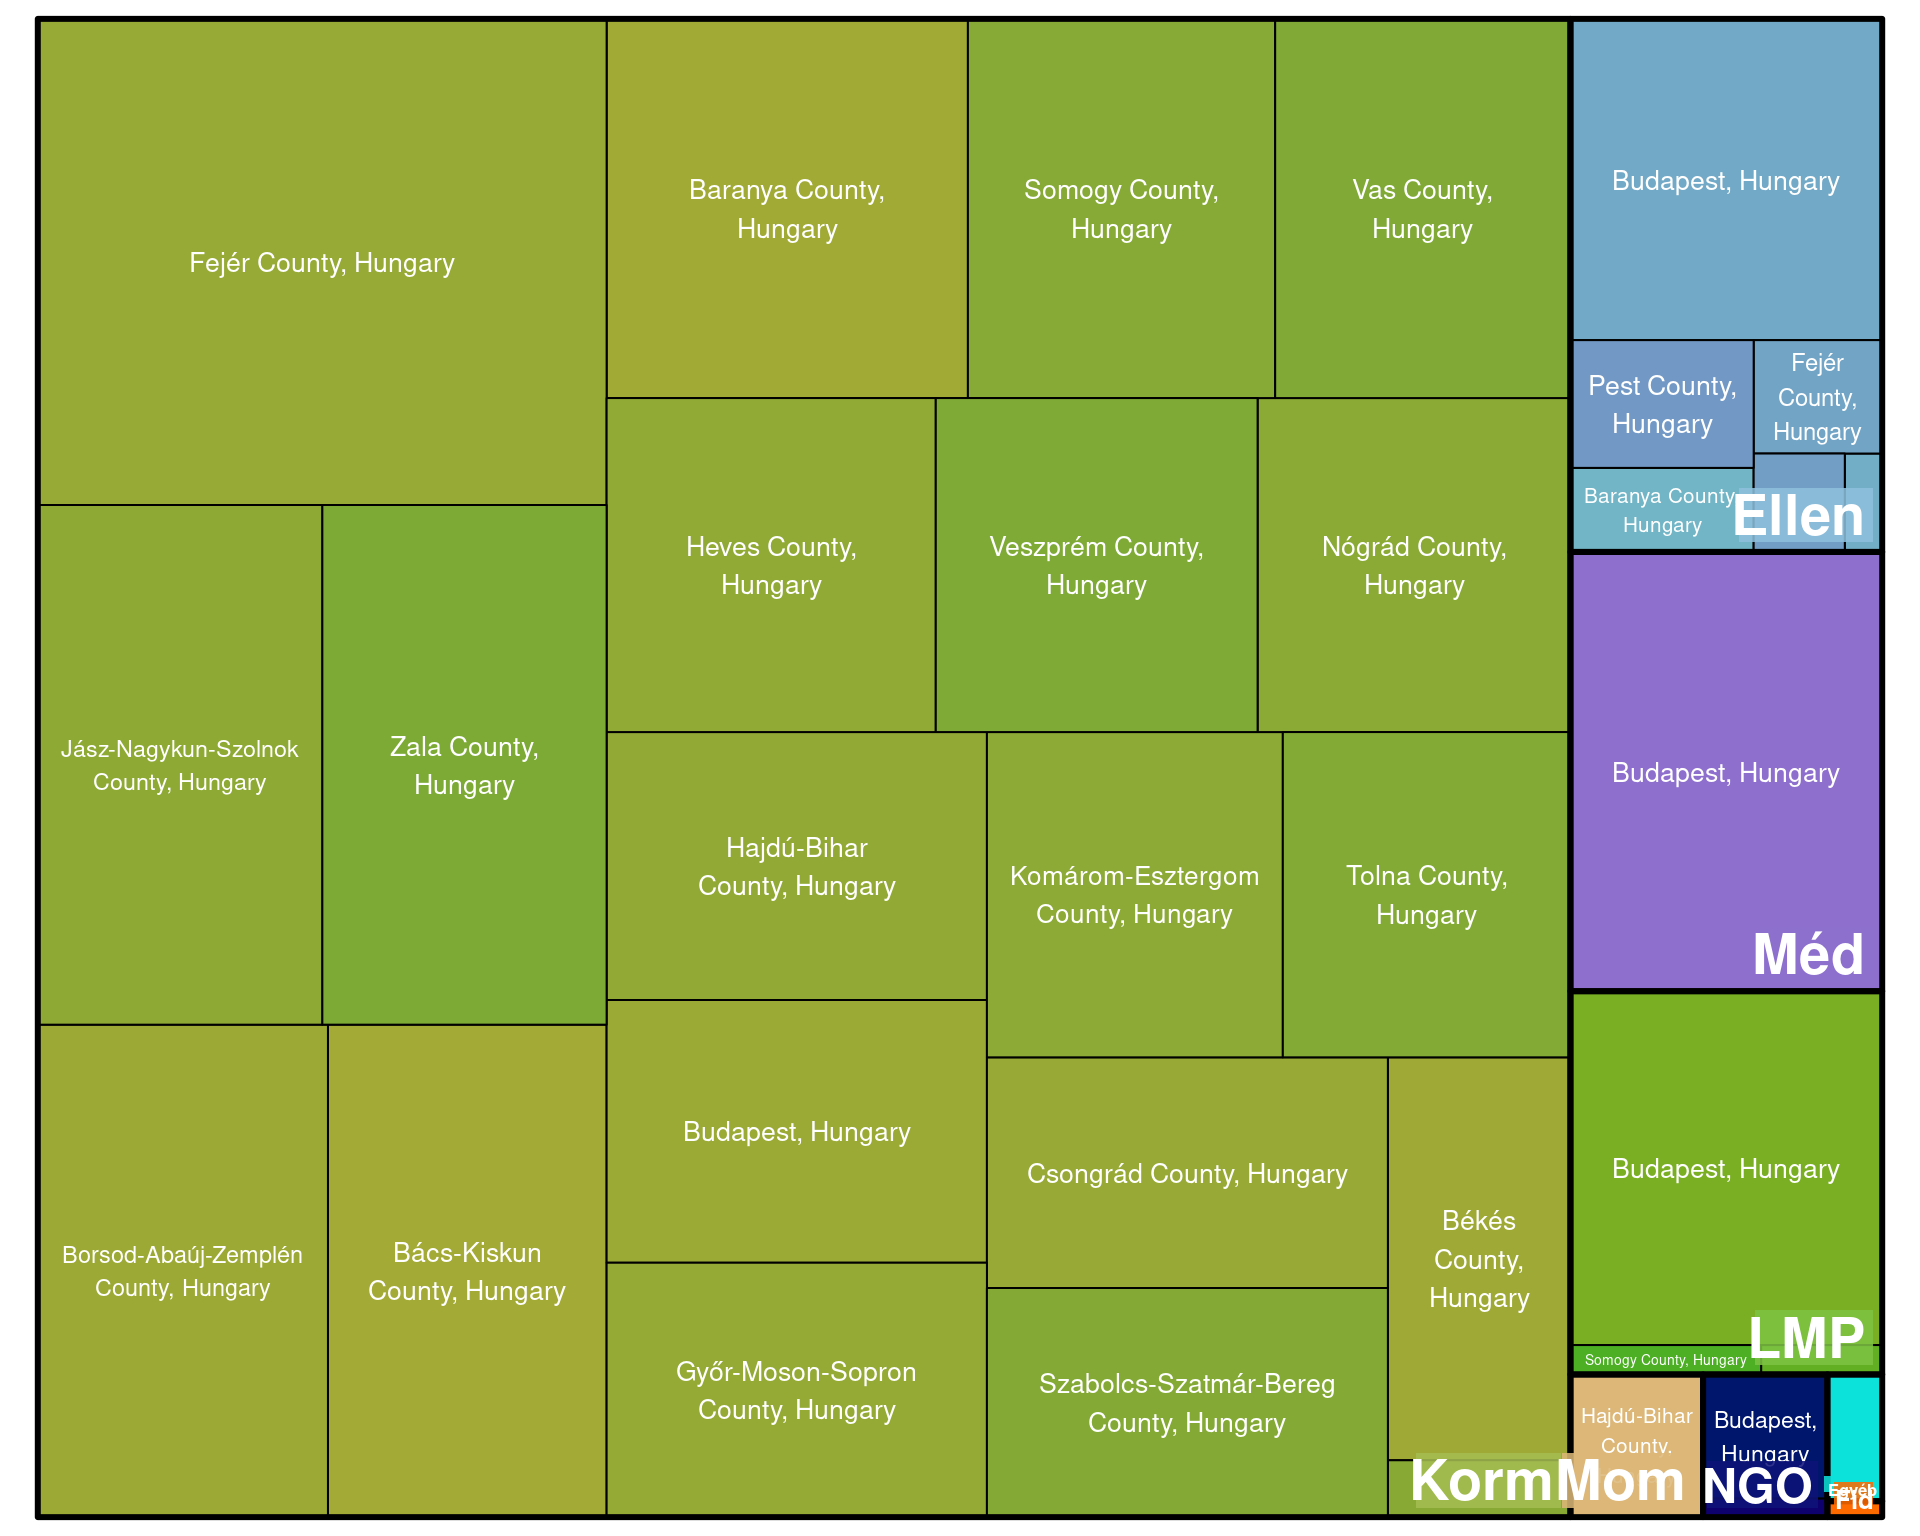 Fejér County, Hungary
Baranya County,
Hungary
Somogy County,
Hungary
Vas County,
Hungary
Budapest, Hungary
Pest County,
Hungary
Fejér
County,
Hungary
Baranya County,
Hungary
Ellen
Jász-Nagykun-Szolnok
County, Hungary
Zala County,
Hungary
Heves County,
Hungary
Veszprém County,
Hungary
Nógrád County,
Hungary
Budapest, Hungary
Méd
Hajdú-Bihar
County, Hungary
Komárom-Esztergom
County, Hungary
Tolna County,
Hungary
Borsod-Abaúj-Zemplén
County, Hungary
Bács-Kiskun
County, Hungary
Budapest, Hungary
Csongrád County, Hungary
Békés
County,
Hungary
Győr-Moson-Sopron
County, Hungary
Szabolcs-Szatmár-Bereg
County, Hungary
Korm
Budapest, Hungary
LMP
Somogy County, Hungary
Hajdú-Bihar
County,
Mom
Budapest,
Hungary
NGO
Egyéb
Fid